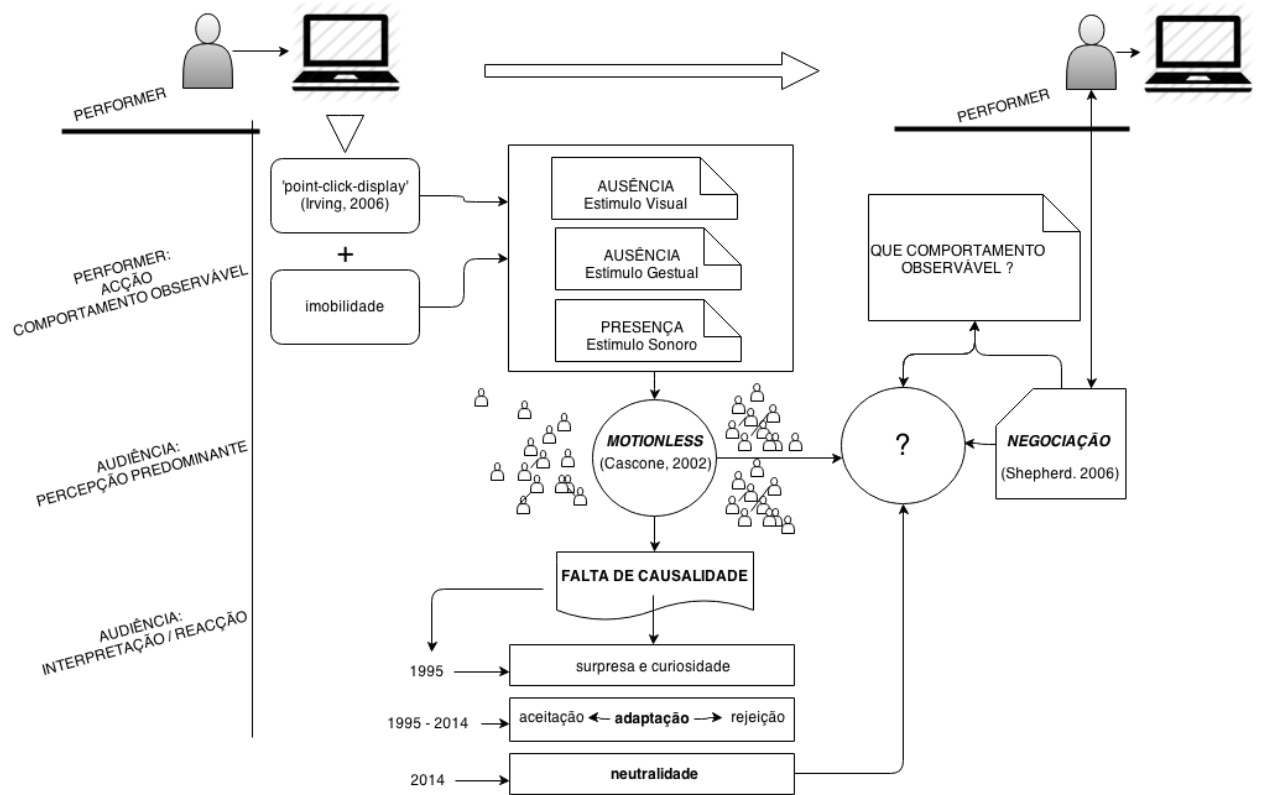 PERFORMER
PERFORMER
'point-click-display'
(Irving, 2006)
+
imobilidade
AUSÊNCIA
Estimulo Visual
AUSÊNCIA
Estímulo Gestual
PRESENÇA
Estimulo Sonoro
QUE COMPORTAMENTO
OBSERVÁVEL ?
PERFORMER:
ACÇÃO
COMPORTAMENTO OBSERVÁVEL
MOTIONLESS
(Cascone, 2002)
?
NEGOCIAÇÃO
(Shepherd. 2006)
AUDIÊNCIA:
PERCEPÇÃO PREDOMINANTE
FALTA DE CAUSALIDADE
AUDIÊNCIA:
INTERPRETAÇÃO / REACÇÃO
1995
surpresa e curiosidade
1995 - 2014
aceitação adaptação rejeição
2014
neutralidade